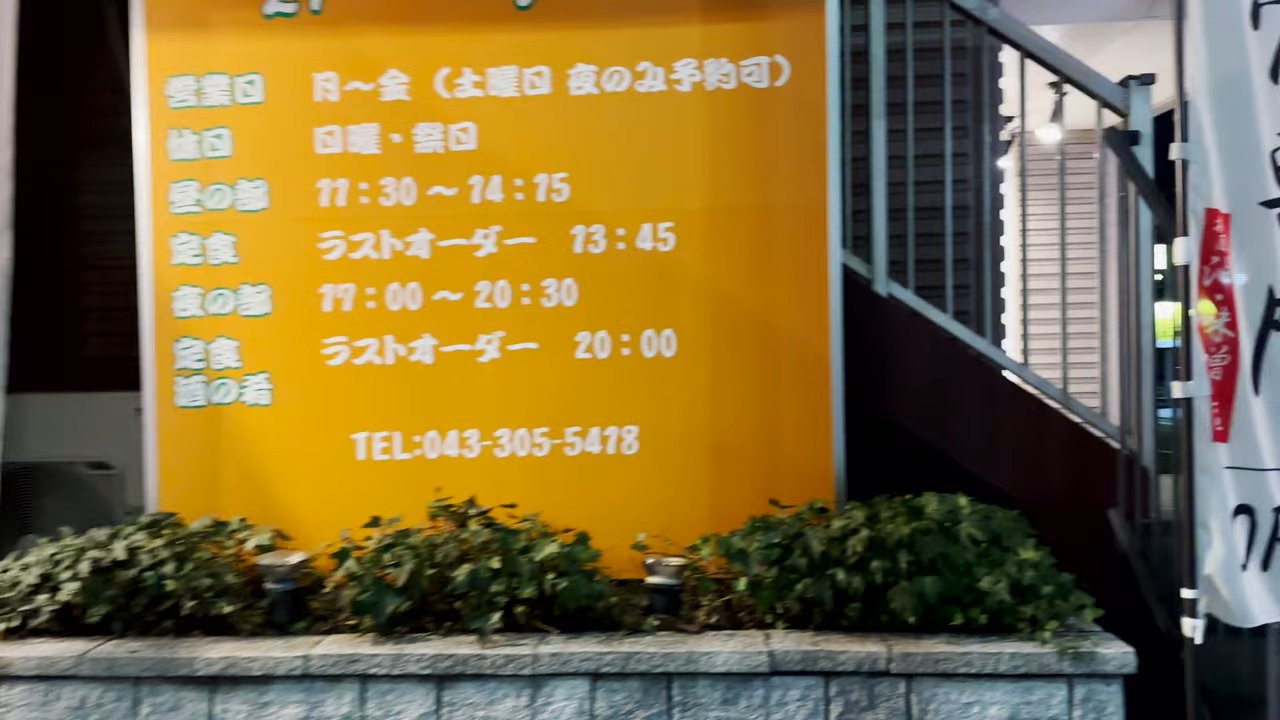 営業日 月～金（土曜日 夜のみ予約可）
休日 日曜・祭日
昼の部 11：30 ～ 14：15
定食 ラストオーダー 13：45
夜の部 17：00 ～ 20：30
定食 ラストオーダー 20：00
酒の肴
TEL:043-305-5418